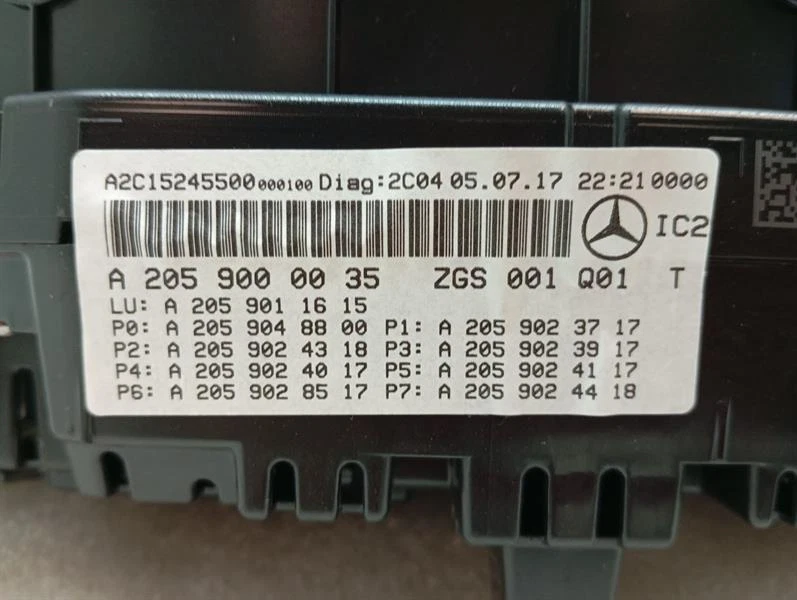 A2C15245500000100 Diag:2C04 05.07.17 22:210000
IC2
A 205 900 00 35 ZGS 001 Q01 T
LU: A 205 901 16 15
P0: A 205 904 88 00 P1: A 205 902 37 17
P2: A 205 902 43 18 P3: A 205 902 39 17
P4: A 205 902 40 17 P5: A 205 902 41 17
P6: A 205 902 85 17 P7: A 205 902 44 18